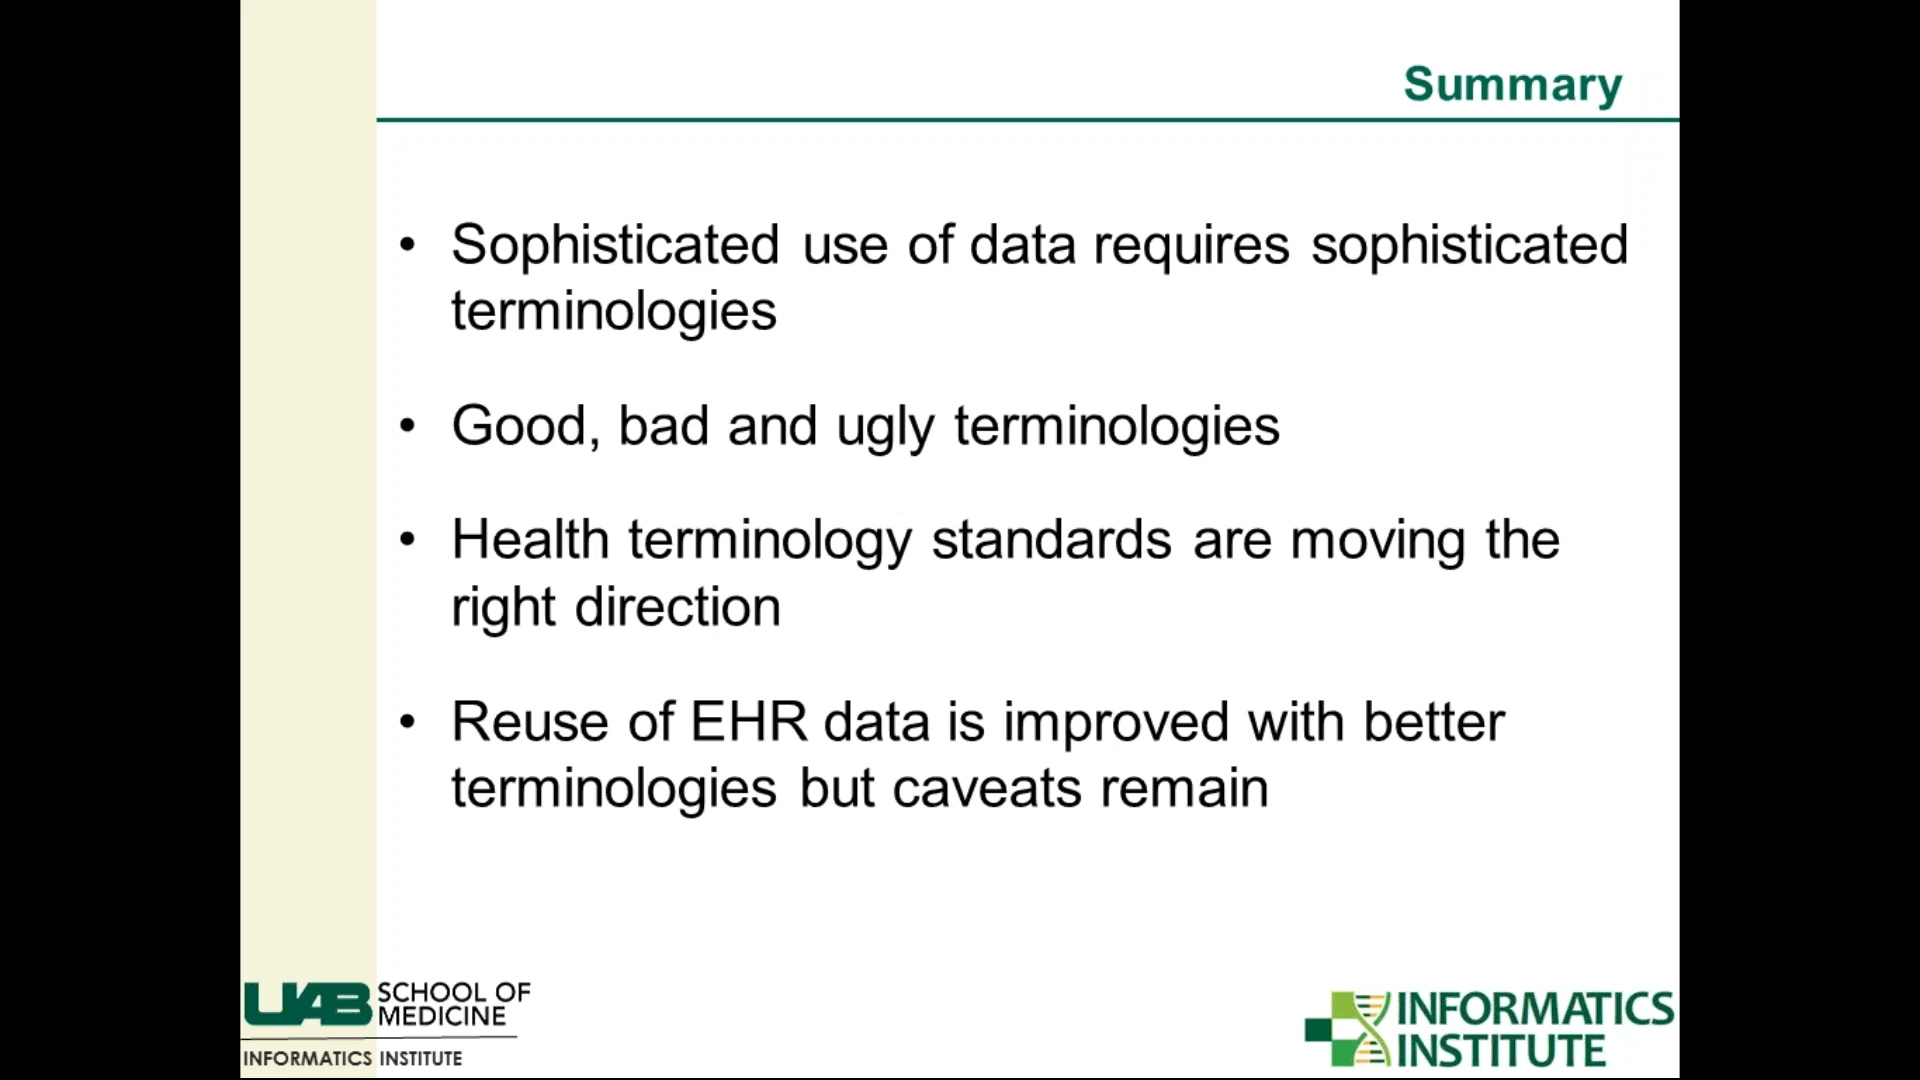 Summary
• Sophisticated use of data requires sophisticated
terminologies
• Good, bad and ugly terminologies
• Health terminology standards are moving the
right direction
• Reuse of EHR data is improved with better
terminologies but caveats remain
UAB SCHOOL OF
MEDICINE
INFORMATICS INSTITUTE
INFORMATICS
INSTITUTE